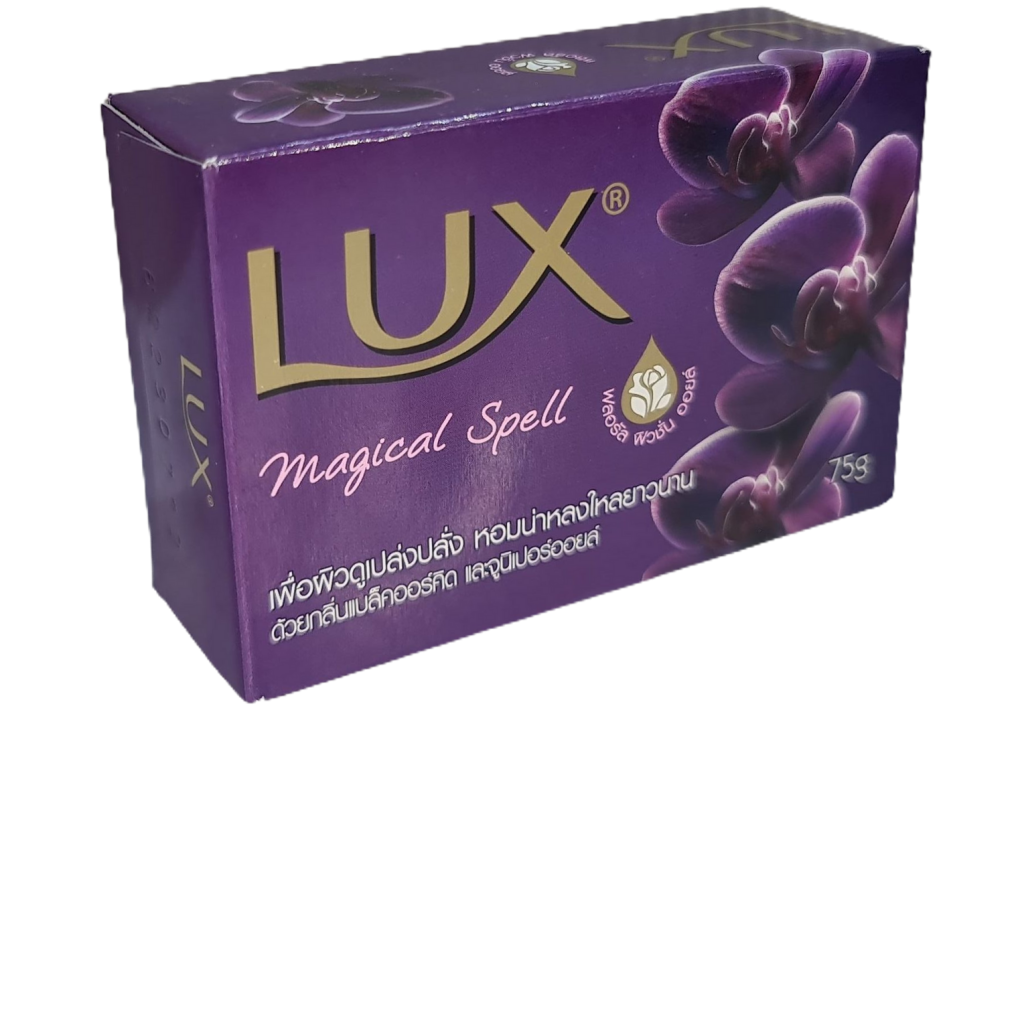 LUX®
LUX®
Magical Spell
ฟลอรัล ฟิวชั่น ออยล์
75g
เพื่อผิวดูเปล่งปลั่ง หอมน่าหลงใหลยาวนาน
ด้วยกลิ่นแบล็คออร์คิด และจูนิเปอร์ออยล์
LUX®